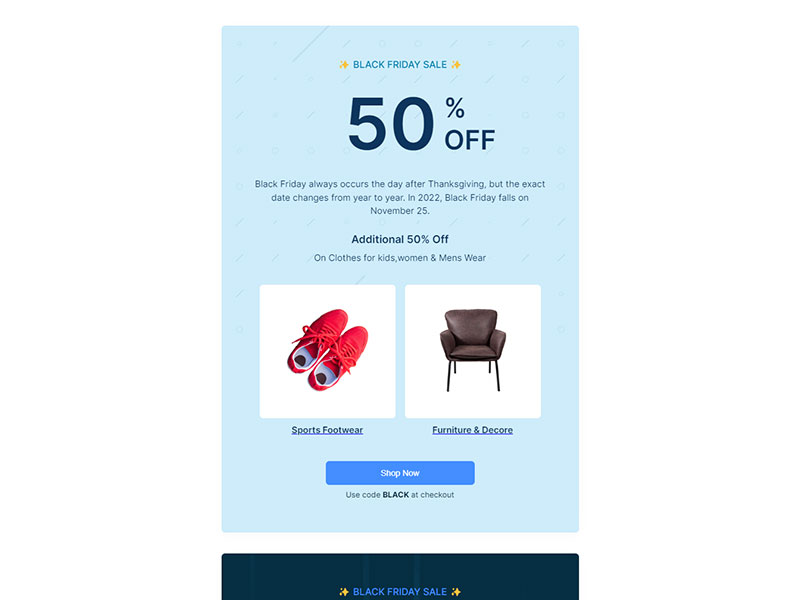 ✨ BLACK FRIDAY SALE ✨
50 % OFF
Black Friday always occurs the day after Thanksgiving, but the exact
date changes from year to year. In 2022, Black Friday falls on
November 25.
Additional 50% Off
On Clothes for kids,women & Mens Wear
Sports Footwear
Furniture & Decore
Shop Now
Use code BLACK at checkout
✨ BLACK FRIDAY SALE ✨